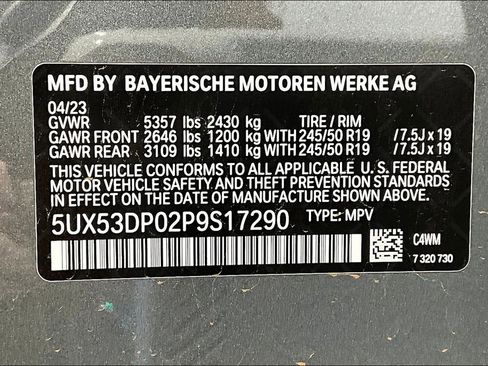 MFD BY BAYERISCHE MOTOREN WERKE AG
04/23
GVWR 5357 lbs 2430 kg TIRE / RIM
GAWR FRONT 2646 lbs 1200 kg WITH 245/50 R19 /7.5J x 19
GAWR REAR 3109 lbs 1410 kg WITH 245/50 R19 /7.5J x 19
THIS VEHICLE CONFORMS TO ALL APPLICABLE U. S. FEDERAL
MOTOR VEHICLE SAFETY AND THEFT PREVENTION
STANDARDS IN EFFECT ON THE DATE OF MANUFACTURE SHOWN ABOVE.
5UX53DP02P9S17290 TYPE: MPV
C4WM
7 320 730